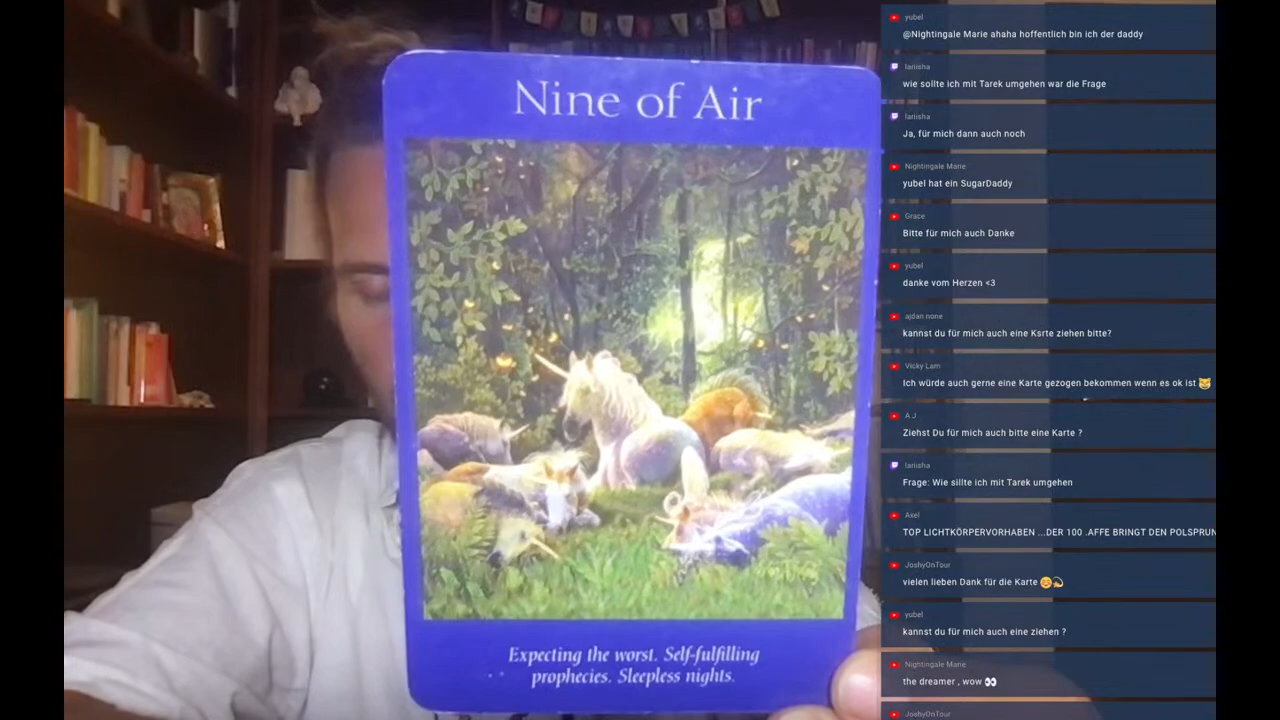 Nine of Air
Expecting the worst. Self-fulfilling
prophecies. Sleepless nights.
yubel
@Nightingale Marie ahaha hoffentlich bin ich der daddy
lariisha
wie sollte ich mit Tarek umgehen war die Frage
lariisha
Ja, für mich dann auch noch
Nightingale Marie
yubel hat ein SugarDaddy
Grace
Bitte für mich auch Danke
yubel
danke vom Herzen <3
ajdan none
kannst du für mich auch eine Ksrte ziehen bitte?
Vicky Lam
Ich würde auch gerne eine Karte gezogen bekommen wenn es ok ist 😸
A J
Ziehst Du für mich auch bitte eine Karte ?
lariisha
Frage: Wie sillte ich mit Tarek umgehen
Axel
TOP LICHTKÖRPERVORHABEN ...DER 100 .AFFE BRINGT DEN POLSPRUN
JoshyOnTour
vielen lieben Dank für die Karte ☺️💫
yubel
kannst du für mich auch eine ziehen ?
Nightingale Marie
the dreamer , wow 👀
JoshyOnTour